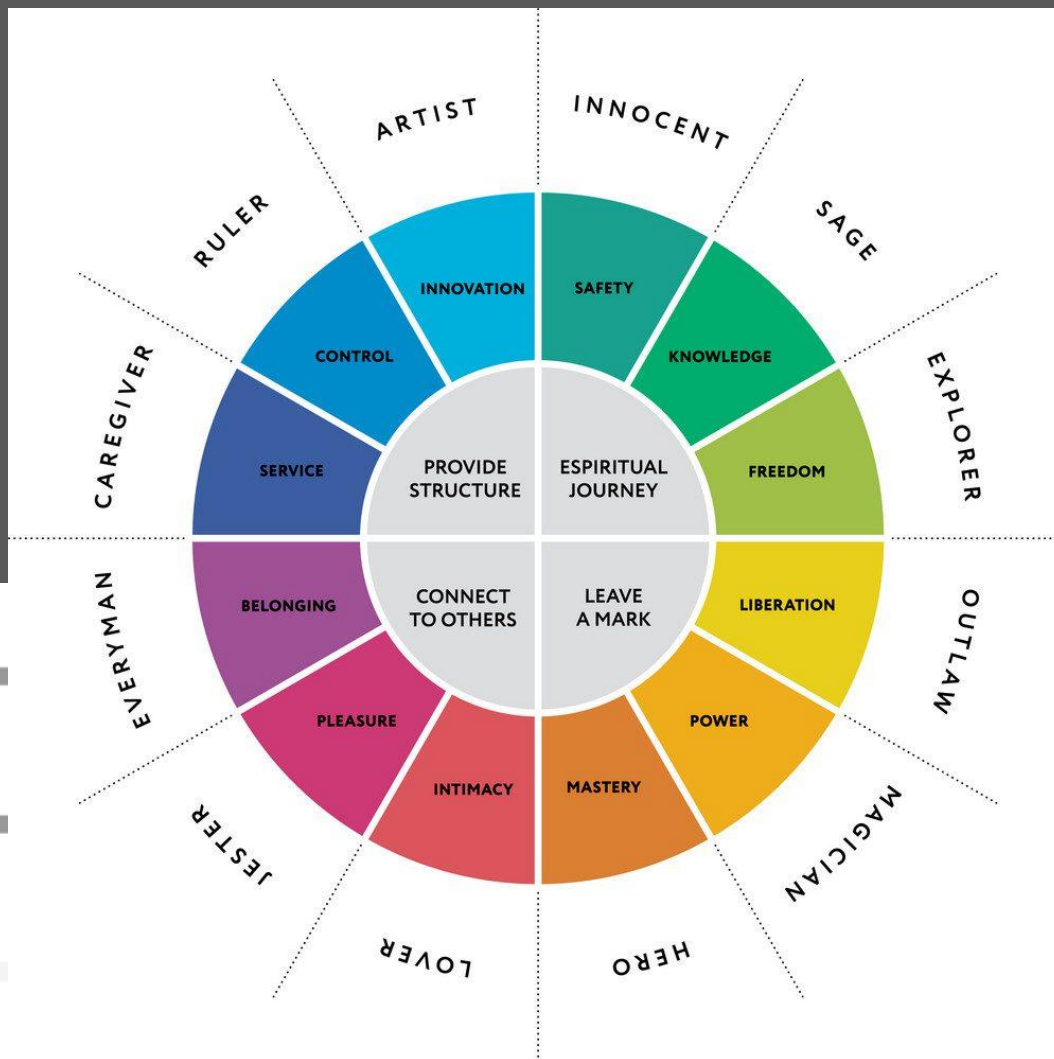 ARTIST
INNOCENT
RULER
SAGE
CAREGIVER
EXPLORER
EVERYMAN
OUTLAW
JESTER
MAGICIAN
LOVER
HERO
INNOVATION
SAFETY
CONTROL
KNOWLEDGE
SERVICE
FREEDOM
BELONGING
LIBERATION
PLEASURE
POWER
INTIMACY
MASTERY
PROVIDE
STRUCTURE
ESPIRITUAL
JOURNEY
CONNECT
TO OTHERS
LEAVE
A MARK